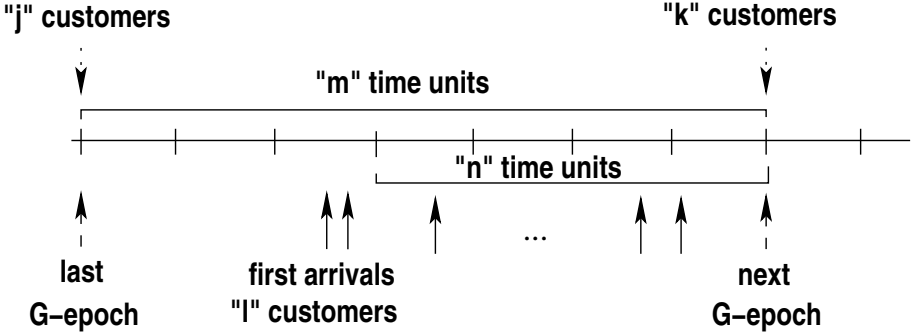 "j" customers
"k" customers
"m" time units
"n" time units
...
last
G-epoch
first arrivals
"l" customers
next
G-epoch